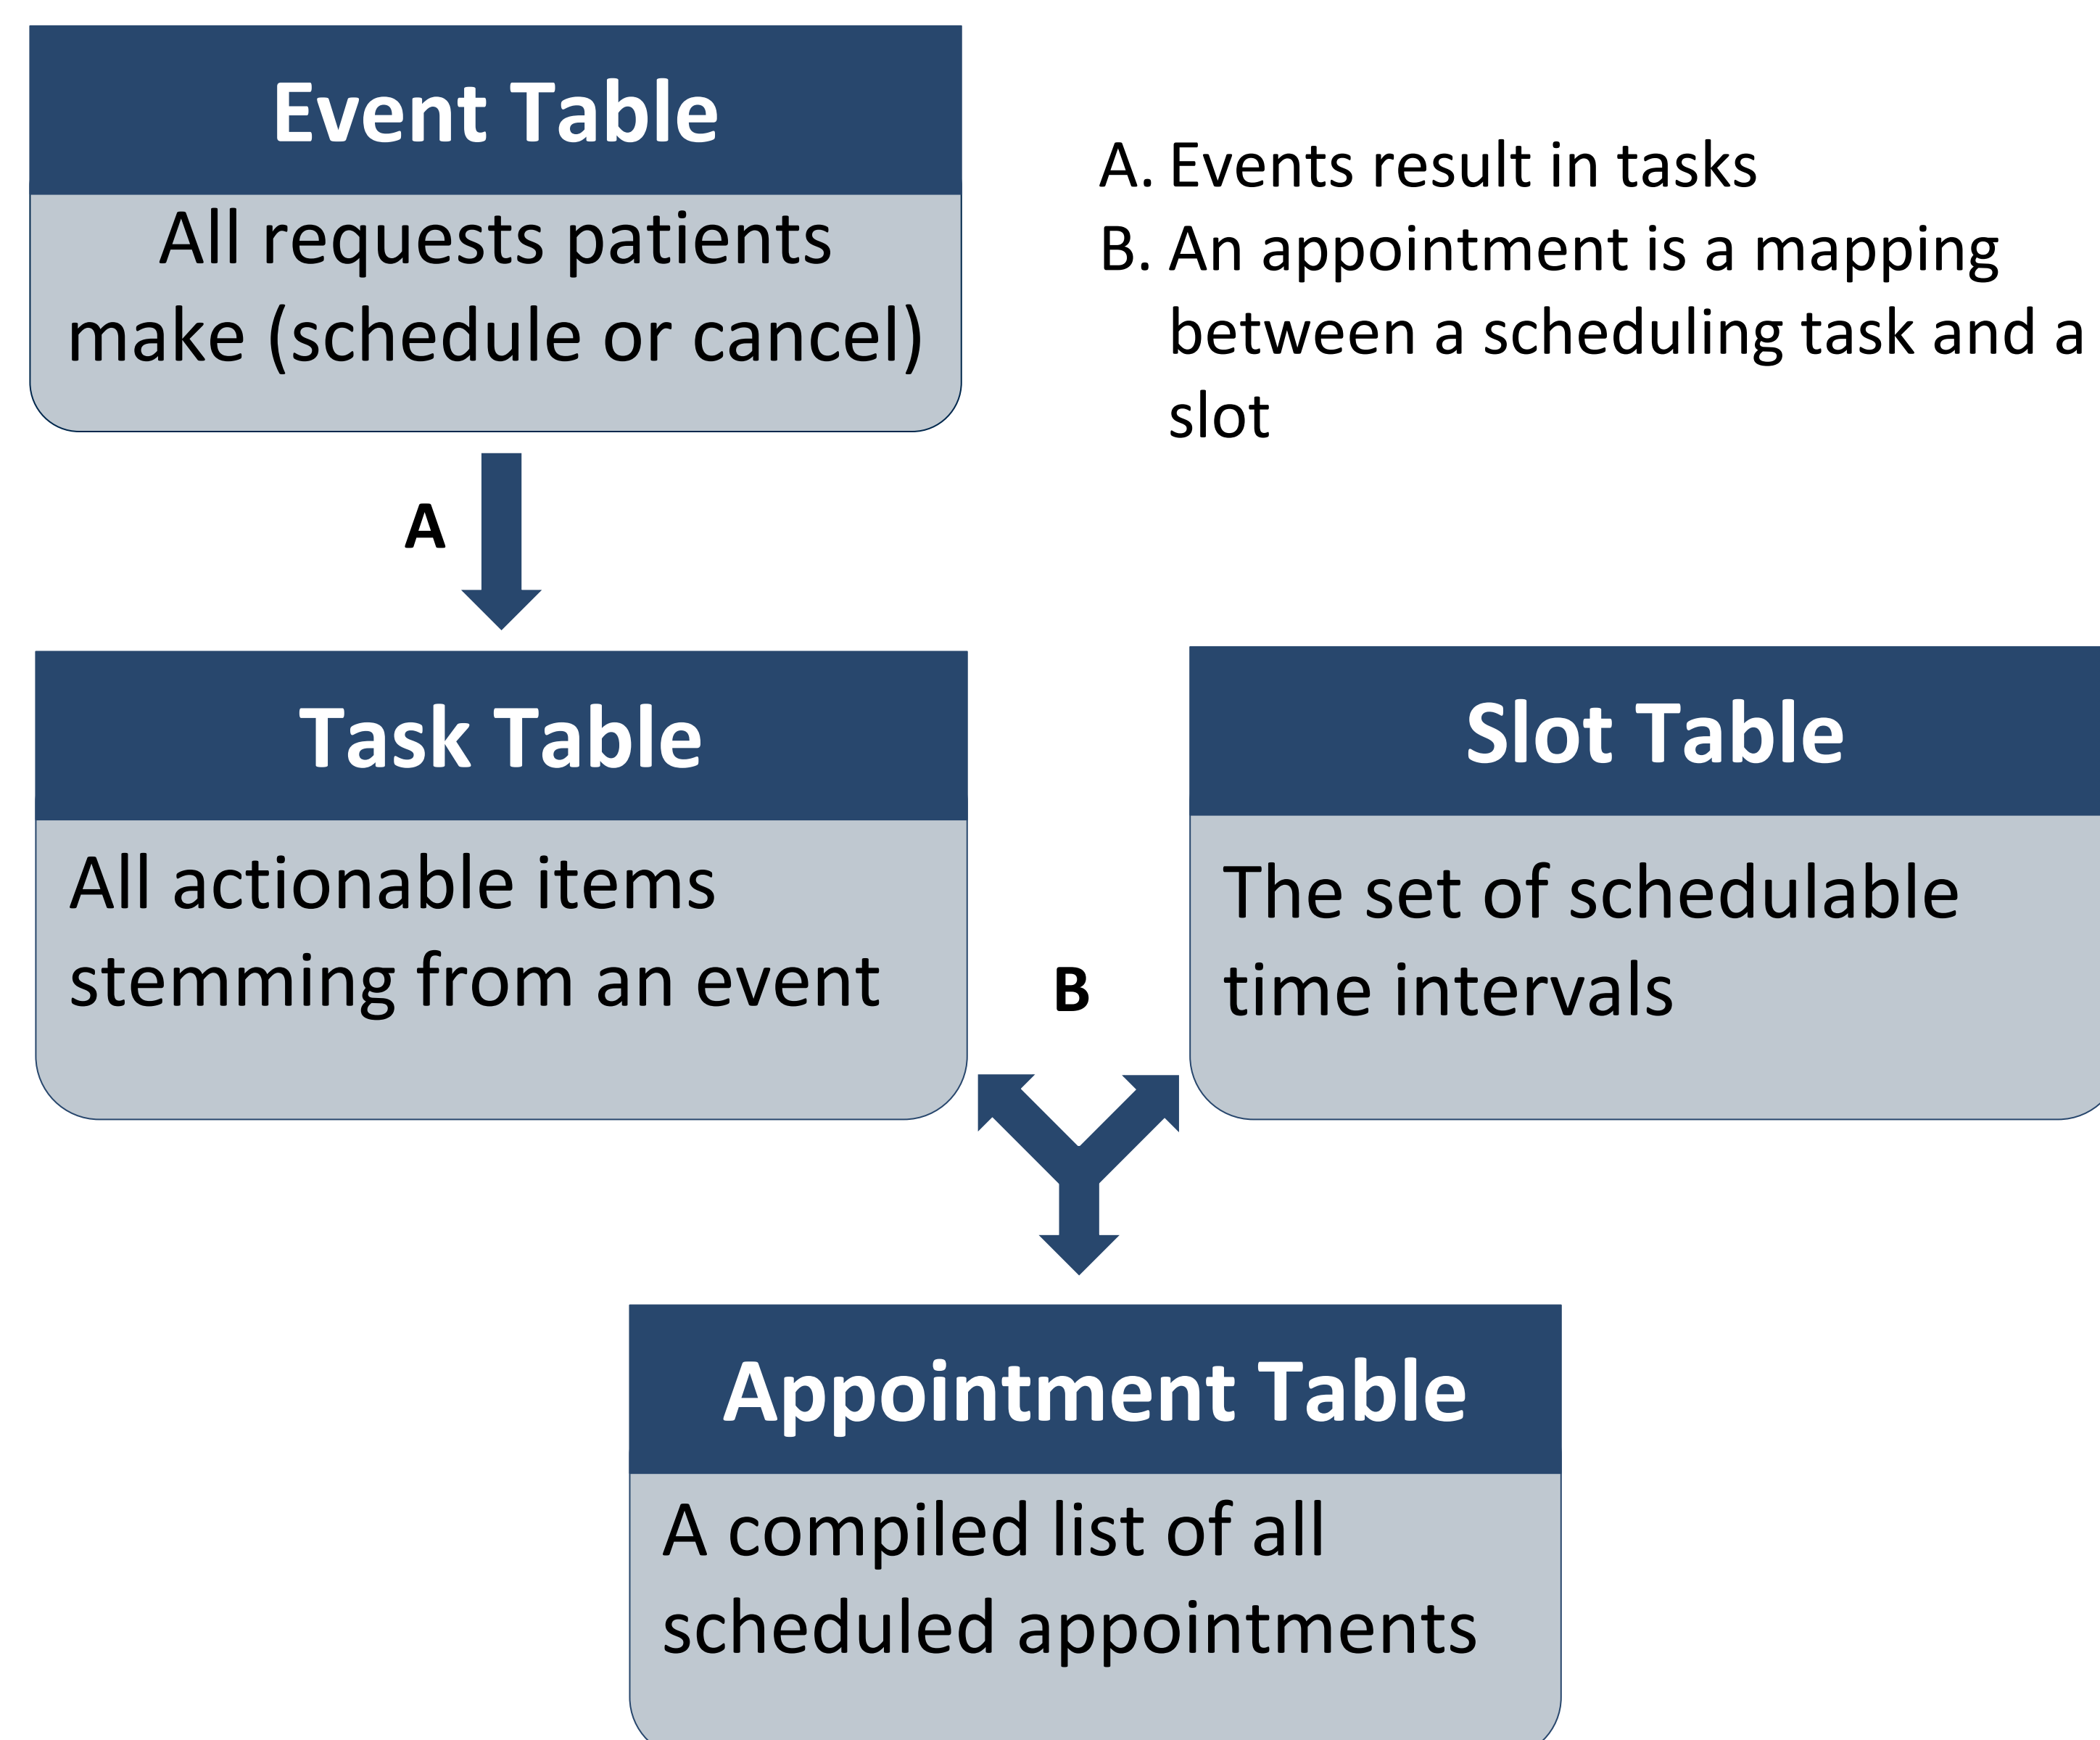 Event Table
All requests patients
make (schedule or cancel)
A. Events result in tasks
B. An appointment is a mapping
between a scheduling task and a
slot
A
Task Table
All actionable items
stemming from an event
B
Slot Table
The set of schedulable
time intervals
Appointment Table
A compiled list of all
scheduled appointments